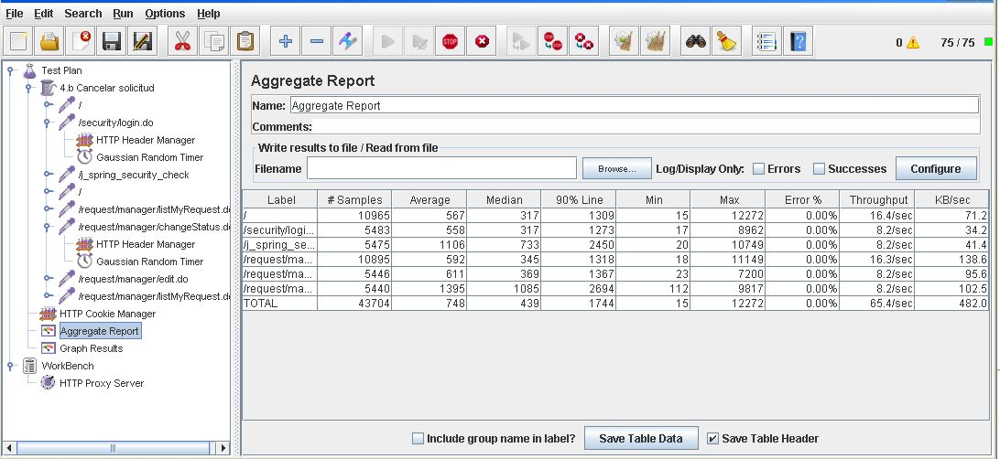 File Edit Search Run Options Help
STOP STOP 0 75 / 75
Test Plan
4.b Cancelar solicitud
/
/security/login.do
HTTP Header Manager
Gaussian Random Timer
/j_spring_security_check
/
/request/manager/listMyRequest.d
/request/manager/changeStatus.d
HTTP Header Manager
Gaussian Random Timer
/request/manager/edit.do
/request/manager/listMyRequest.d
HTTP Cookie Manager
Aggregate Report
Graph Results
WorkBench
HTTP Proxy Server
Aggregate Report
Name: Aggregate Report
Comments:
Write results to file / Read from file
Filename Browse... Log/Display Only: Errors Successes Configure
Label # Samples Average Median 90% Line Min Max Error % Throughput KB/sec
/ 10965 567 317 1309 15 12272 0.00% 16.4/sec 71.2
/security/logi... 5483 558 317 1273 17 8962 0.00% 8.2/sec 34.2
/j_spring_se... 5475 1106 733 2450 20 10749 0.00% 8.2/sec 41.4
/request/ma... 10895 592 345 1318 18 11149 0.00% 16.3/sec 138.6
/request/ma... 5446 611 369 1367 23 7200 0.00% 8.2/sec 95.6
/request/ma... 5440 1395 1085 2694 112 9817 0.00% 8.2/sec 102.5
TOTAL 43704 748 439 1744 15 12272 0.00% 65.4/sec 482.0
Include group name in label? Save Table Data Save Table Header